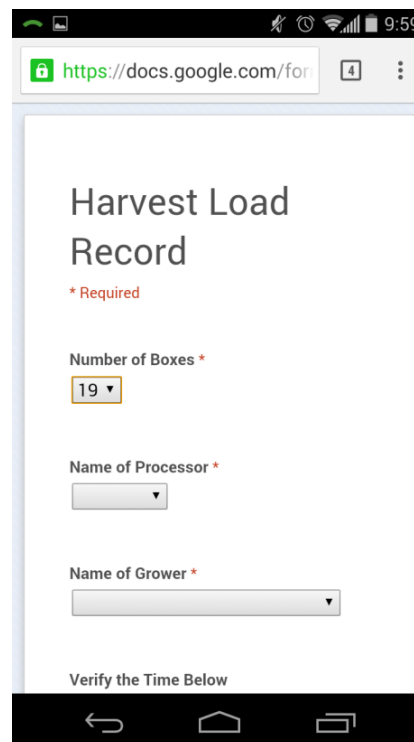 9:59
https://docs.google.com/for
4
Harvest Load
Record
* Required
Number of Boxes *
19
Name of Processor *
Name of Grower *
Verify the Time Below